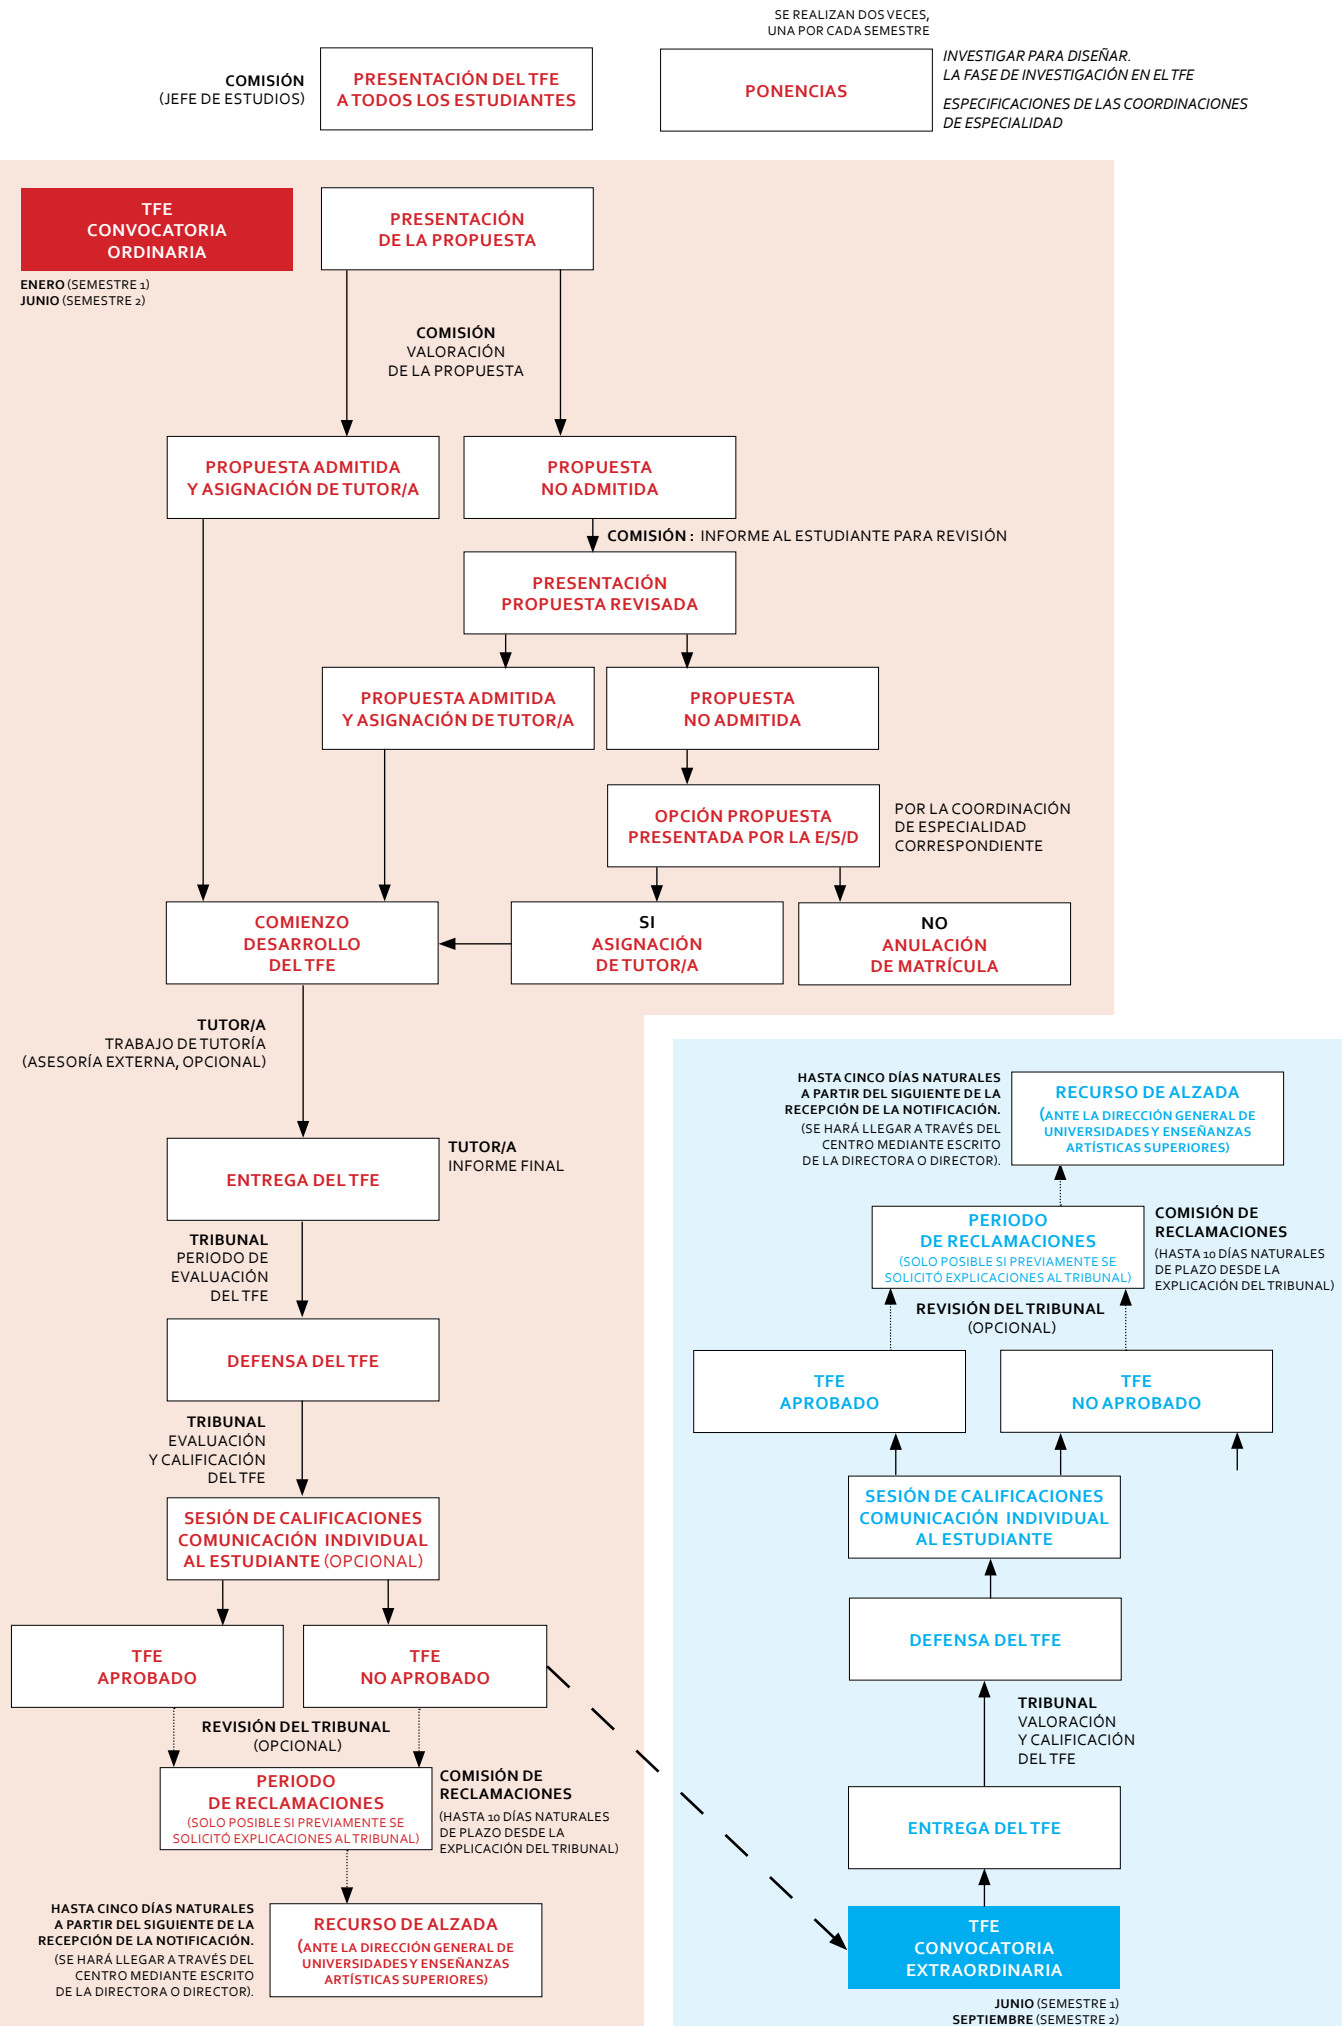 SE REALIZAN DOS VECES,
UNA POR CADA SEMESTRE
COMISIÓN
(JEFE DE ESTUDIOS)
PRESENTACIÓN DEL TFE
A TODOS LOS ESTUDIANTES
PONENCIAS
INVESTIGAR PARA DISEÑAR.
LA FASE DE INVESTIGACIÓN EN EL TFE
ESPECIFICACIONES DE LAS COORDINACIONES
DE ESPECIALIDAD
TFE
CONVOCATORIA
ORDINARIA
ENERO (SEMESTRE 1)
JUNIO (SEMESTRE 2)
PRESENTACIÓN
DE LA PROPUESTA
COMISIÓN
VALORACIÓN
DE LA PROPUESTA
PROPUESTA ADMITIDA
Y ASIGNACIÓN DE TUTOR/A
PROPUESTA
NO ADMITIDA
COMISIÓN : INFORME AL ESTUDIANTE PARA REVISIÓN
PRESENTACIÓN
PROPUESTA REVISADA
PROPUESTA ADMITIDA
Y ASIGNACIÓN DE TUTOR/A
PROPUESTA
NO ADMITIDA
OPCIÓN PROPUESTA
PRESENTADA POR LA E/S/D
POR LA COORDINACIÓN
DE ESPECIALIDAD
CORRESPONDIENTE
COMIENZO
DESARROLLO
DEL TFE
SI
ASIGNACIÓN
DE TUTOR/A
NO
ANULACIÓN
DE MATRÍCULA
TUTOR/A
TRABAJO DE TUTORÍA
(ASESORÍA EXTERNA, OPCIONAL)
ENTREGA DEL TFE
TUTOR/A
INFORME FINAL
TRIBUNAL
PERIODO DE
EVALUACIÓN
DEL TFE
DEFENSA DEL TFE
TRIBUNAL
EVALUACIÓN
Y CALIFICACIÓN
DEL TFE
SESIÓN DE CALIFICACIONES
COMUNICACIÓN INDIVIDUAL
AL ESTUDIANTE (OPCIONAL)
TFE
APROBADO
TFE
NO APROBADO
REVISIÓN DEL TRIBUNAL
(OPCIONAL)
PERIODO
DE RECLAMACIONES
(SOLO POSIBLE SI PREVIAMENTE SE
SOLICITÓ EXPLICACIONES AL TRIBUNAL)
COMISIÓN DE
RECLAMACIONES
(HASTA 10 DÍAS NATURALES
DE PLAZO DESDE LA
EXPLICACIÓN DEL TRIBUNAL)
HASTA CINCO DÍAS NATURALES
A PARTIR DEL SIGUIENTE DE LA
RECEPCIÓN DE LA NOTIFICACIÓN.
(SE HARÁ LLEGAR A TRAVÉS DEL
CENTRO MEDIANTE ESCRITO
DE LA DIRECTORA O DIRECTOR).
RECURSO DE ALZADA
(ANTE LA DIRECCIÓN GENERAL DE
UNIVERSIDADES Y ENSEÑANZAS
ARTÍSTICAS SUPERIORES)
HASTA CINCO DÍAS NATURALES
A PARTIR DEL SIGUIENTE DE LA
RECEPCIÓN DE LA NOTIFICACIÓN.
(SE HARÁ LLEGAR A TRAVÉS DEL
CENTRO MEDIANTE ESCRITO
DE LA DIRECTORA O DIRECTOR).
RECURSO DE ALZADA
(ANTE LA DIRECCIÓN GENERAL DE
UNIVERSIDADES Y ENSEÑANZAS
ARTÍSTICAS SUPERIORES)
PERIODO
DE RECLAMACIONES
(SOLO POSIBLE SI PREVIAMENTE SE
SOLICITÓ EXPLICACIONES AL TRIBUNAL)
COMISIÓN DE
RECLAMACIONES
(HASTA 10 DÍAS NATURALES
DE PLAZO DESDE LA
EXPLICACIÓN DEL TRIBUNAL)
REVISIÓN DEL TRIBUNAL
(OPCIONAL)
TFE
APROBADO
TFE
NO APROBADO
SESIÓN DE CALIFICACIONES
COMUNICACIÓN INDIVIDUAL
AL ESTUDIANTE
DEFENSA DEL TFE
TRIBUNAL
VALORACIÓN
Y CALIFICACIÓN
DEL TFE
ENTREGA DEL TFE
TFE
CONVOCATORIA
EXTRAORDINARIA
JUNIO (SEMESTRE 1)
SEPTIEMBRE (SEMESTRE 2)